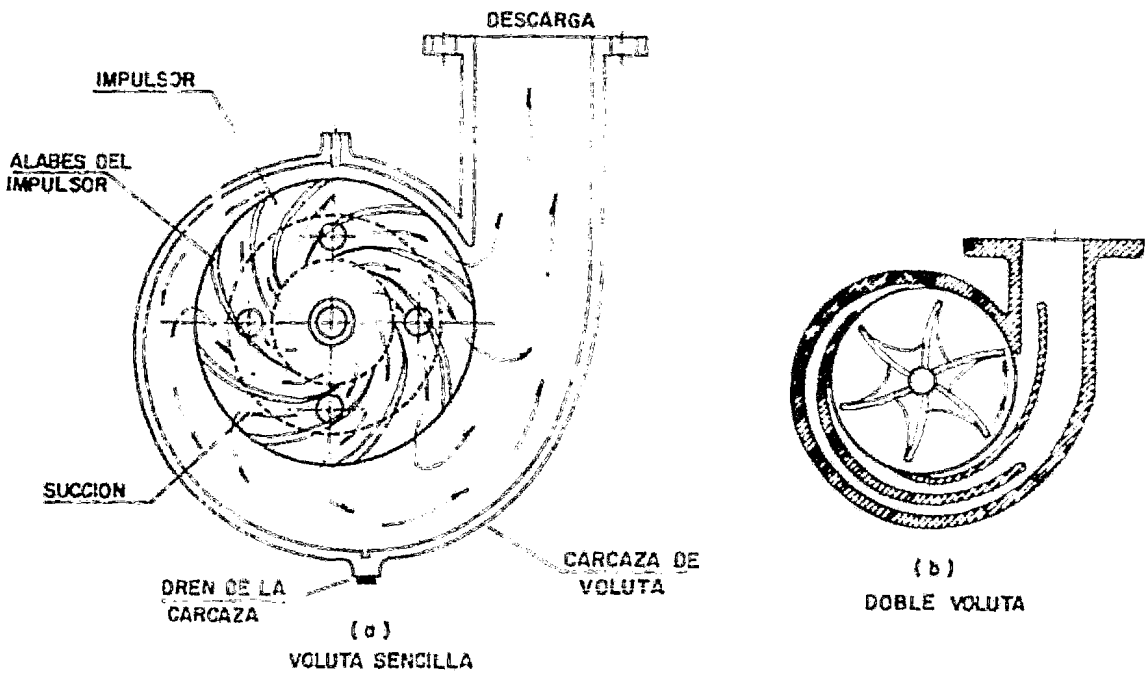 DESCARGA
IMPULSOR
ALABES DEL
IMPULSOR
SUCCION
DREN DE LA
CARCAZA
CARCAZA DE
VOLUTA
(a)
VOLUTA SENCILLA
(b)
DOBLE VOLUTA